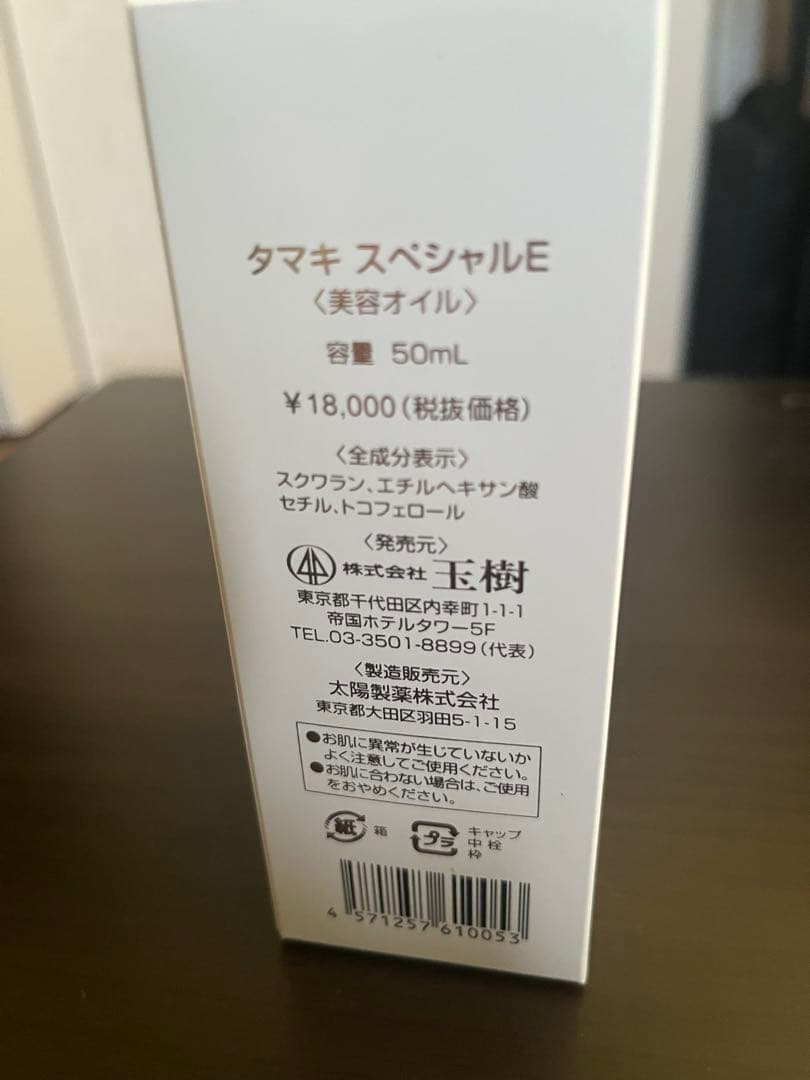 タマキ スペシャルE
〈美容オイル〉
容量 50mL
¥18,000(税抜価格)
〈全成分表示〉
スクワラン、エチルヘキサン酸
セチル、トコフェロール
〈発売元〉
株式会社 玉樹
東京都千代田区内幸町1-1-1
帝国ホテルタワー5F
TEL.03-3501-8899(代表)
〈製造販売元〉
太陽製薬株式会社
東京都大田区羽田5-1-15
●お肌に異常が生じていないか
よく注意してご使用ください。
●お肌に合わない場合は、ご使用
をおやめください。
紙 箱
プラ キャップ
中栓
枠
4 571257 610053